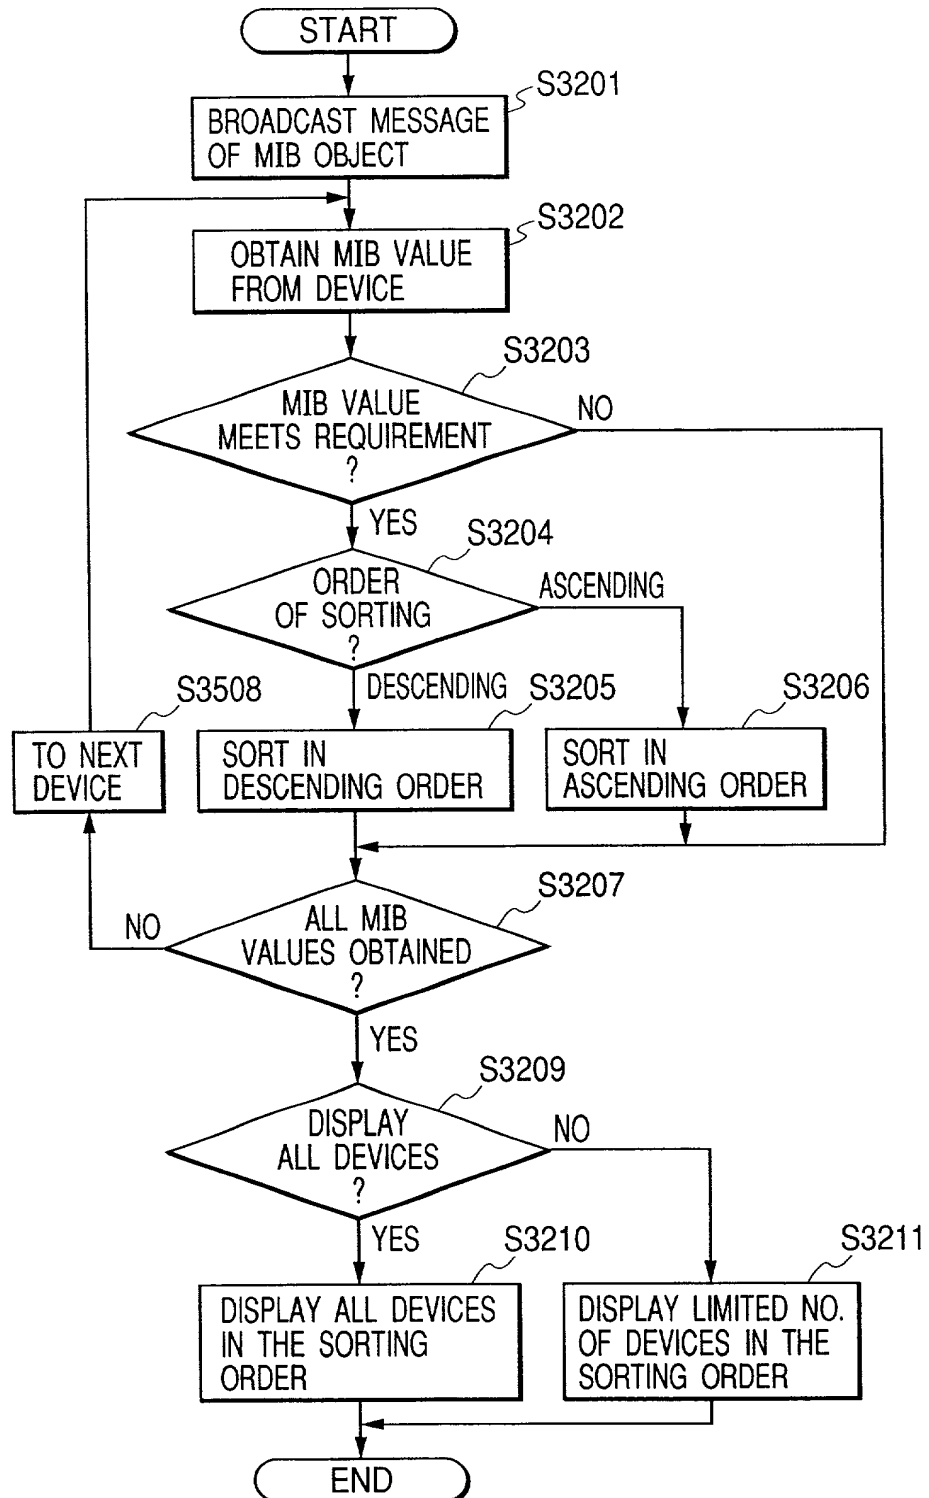 START
S3201
BROADCAST MESSAGE
OF MIB OBJECT
S3202
OBTAIN MIB VALUE
FROM DEVICE
S3203
MIB VALUE
MEETS REQUIREMENT
?
NO
YES
S3204
ORDER
OF SORTING
?
ASCENDING
DESCENDING
S3508
TO NEXT
DEVICE
S3205
SORT IN
DESCENDING ORDER
S3206
SORT IN
ASCENDING ORDER
S3207
ALL MIB
VALUES OBTAINED
?
NO
YES
S3209
DISPLAY
ALL DEVICES
?
NO
YES
S3210
DISPLAY ALL DEVICES
IN THE SORTING
ORDER
S3211
DISPLAY LIMITED NO.
OF DEVICES IN THE
SORTING ORDER
END